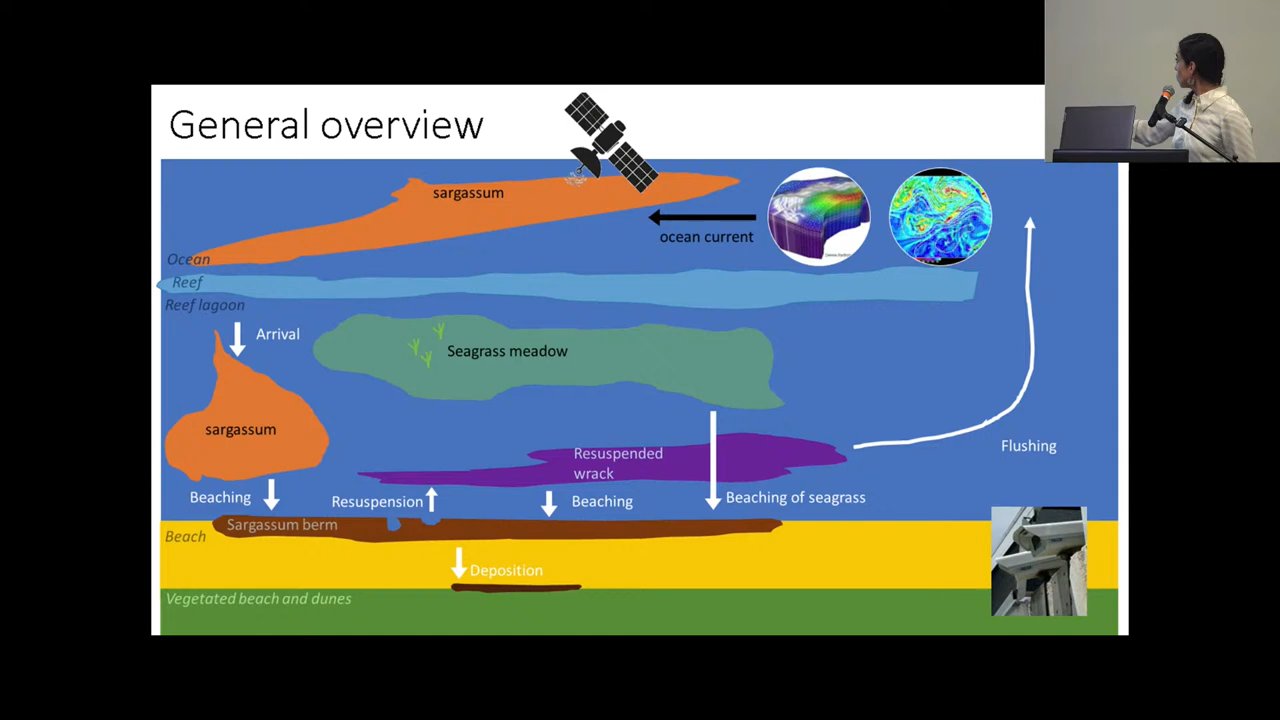 General overview
sargassum
ocean current
Ocean
Reef
Reef lagoon
Arrival
Seagrass meadow
sargassum
Resuspended
wrack
Flushing
Beaching
Resuspension
Beaching
Beaching of seagrass
Sargassum berm
Beach
Deposition
Vegetated beach and dunes